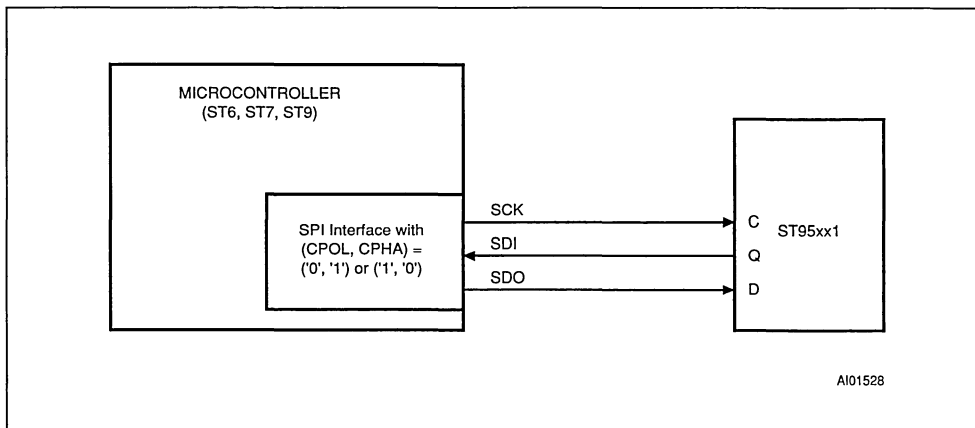 MICROCONTROLLER
(ST6, ST7, ST9)
SPI Interface with
(CPOL, CPHA) =
('0', '1') or ('1', '0')
SCK
SDI
SDO
C
Q
D
ST95xx1
AI01528